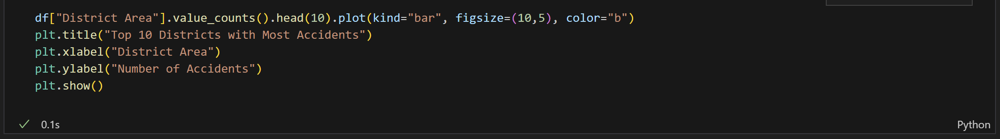 df["District Area"].value_counts().head(10).plot(kind="bar", figsize=(10,5), color="b")
plt.title("Top 10 Districts with Most Accidents")
plt.xlabel("District Area")
plt.ylabel("Number of Accidents")
plt.show()
0.1s
Python